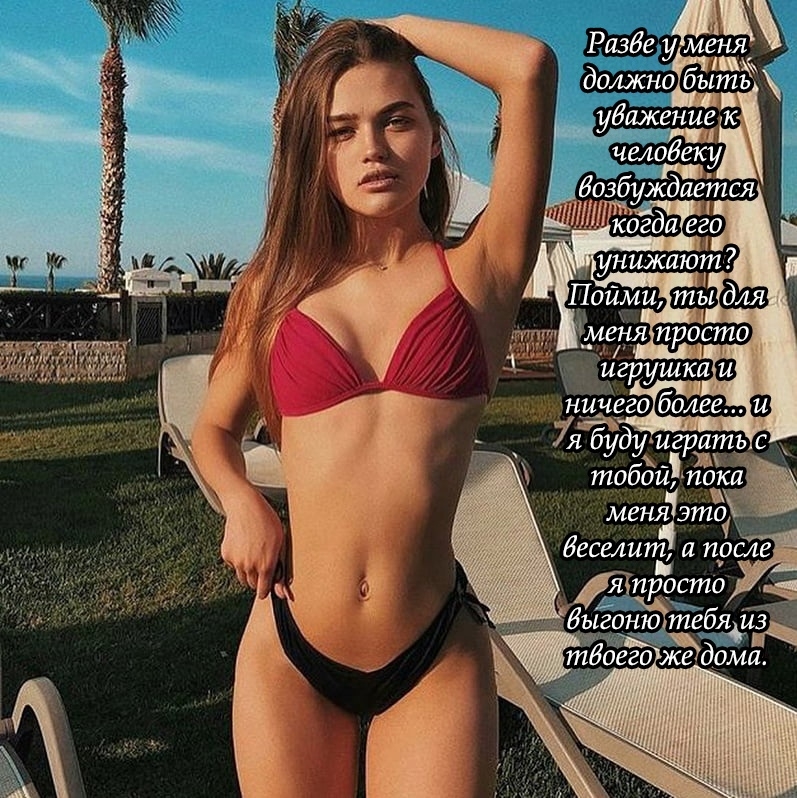 Разве у меня
должно быть
уважение к
человеку
возбуждается
когда его
унижают?
Пойми, ты для
меня просто
игрушка и
ничего более... и
я буду играть с
тобой, пока
меня это
веселит, а после
я просто
выгоню тебя из
твоего же дома.